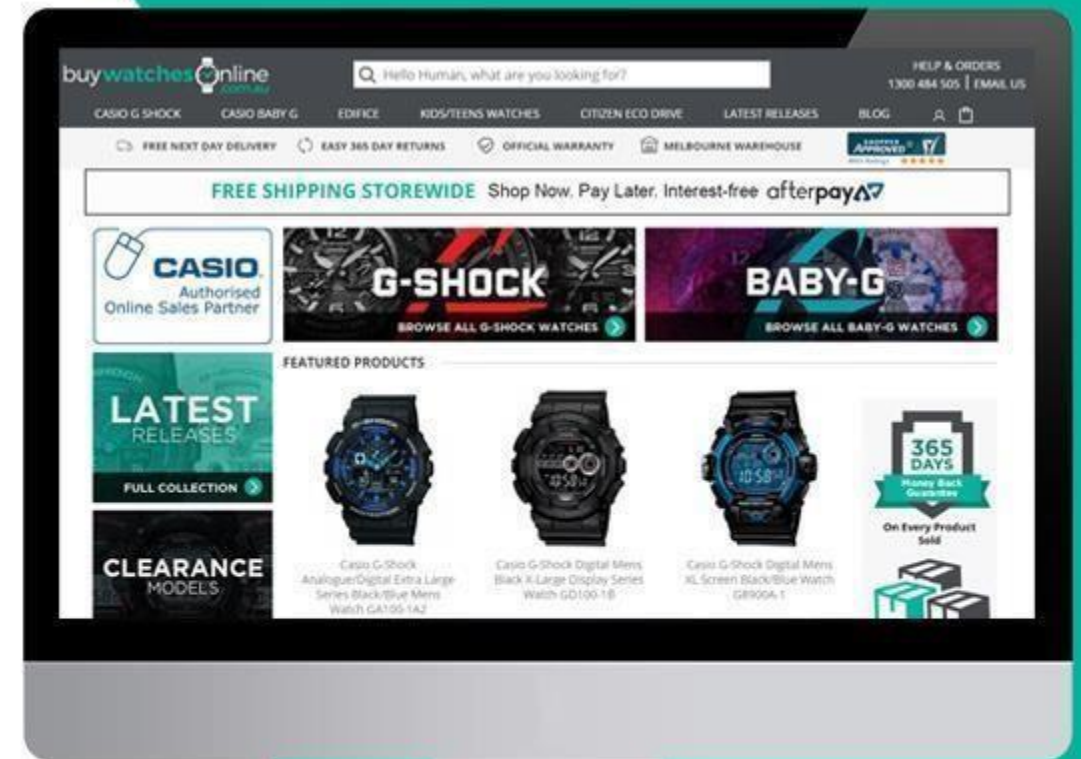 buywatchesOnline
.com.au
Hello Human, what are you looking for?
HELP & ORDERS
1300 484 505 | EMAIL US
CASIO G SHOCK CASIO BABY G EDIFICE KIDS/TEENS WATCHES CITIZEN ECO DRIVE LATEST RELEASES BLOG
FREE NEXT DAY DELIVERY EASY 365 DAY RETURNS OFFICIAL WARRANTY MELBOURNE WAREHOUSE
SHOPPER
APPROVED
FREE SHIPPING STOREWIDE Shop Now. Pay Later. Interest-free afterpay
CASIO
Authorised
Online Sales Partner
G-SHOCK
BROWSE ALL G-SHOCK WATCHES
BABY-G
BROWSE ALL BABY-G WATCHES
LATEST
RELEASES
FULL COLLECTION
CLEARANCE
MODELS
FEATURED PRODUCTS
Casio G-Shock
Analogue/Digital Extra Large
Series Black/Blue Mens
Watch GA100-1A2
Casio G-Shock Digital Mens
Black X-Large Display Series
Watch GD100-1B
Casio G-Shock Digital Mens
XL Screen Black/Blue Watch
G8900A-1
365
DAYS
Money Back
Guarantee
On Every Product
Sold